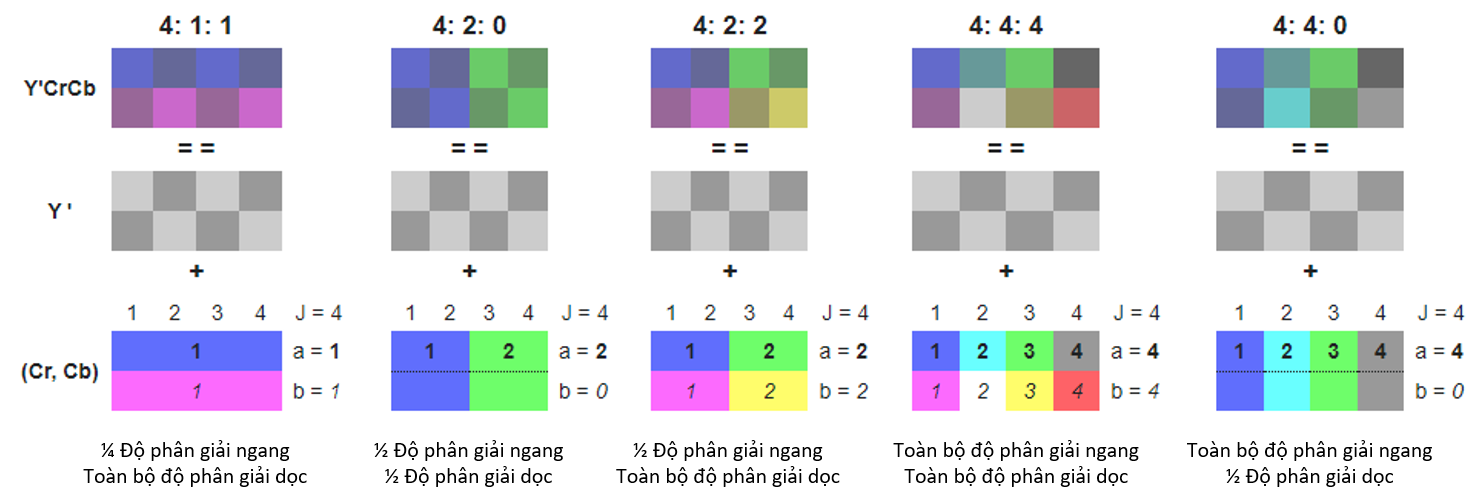 4: 1: 1 4: 2: 0 4: 2: 2 4: 4: 4 4: 4: 0
Y'CrCb
= = = = = = = = = =
Y '
+ + + + +
1 2 3 4 J = 4 1 2 3 4 J = 4 1 2 3 4 J = 4 1 2 3 4 J = 4 1 2 3 4 J = 4
1 a = 1 1 2 a = 2 1 2 a = 2 1 2 3 4 a = 4 1 2 3 4 a = 4
(Cr, Cb)
1 b = 1 b = 0 1 2 b = 2 1 2 3 4 b = 4 b = 0
¼ Độ phân giải ngang ½ Độ phân giải ngang ½ Độ phân giải ngang Toàn bộ độ phân giải ngang Toàn bộ độ phân giải ngang
Toàn bộ độ phân giải dọc ½ Độ phân giải dọc Toàn bộ độ phân giải dọc Toàn bộ độ phân giải dọc ½ Độ phân giải dọc